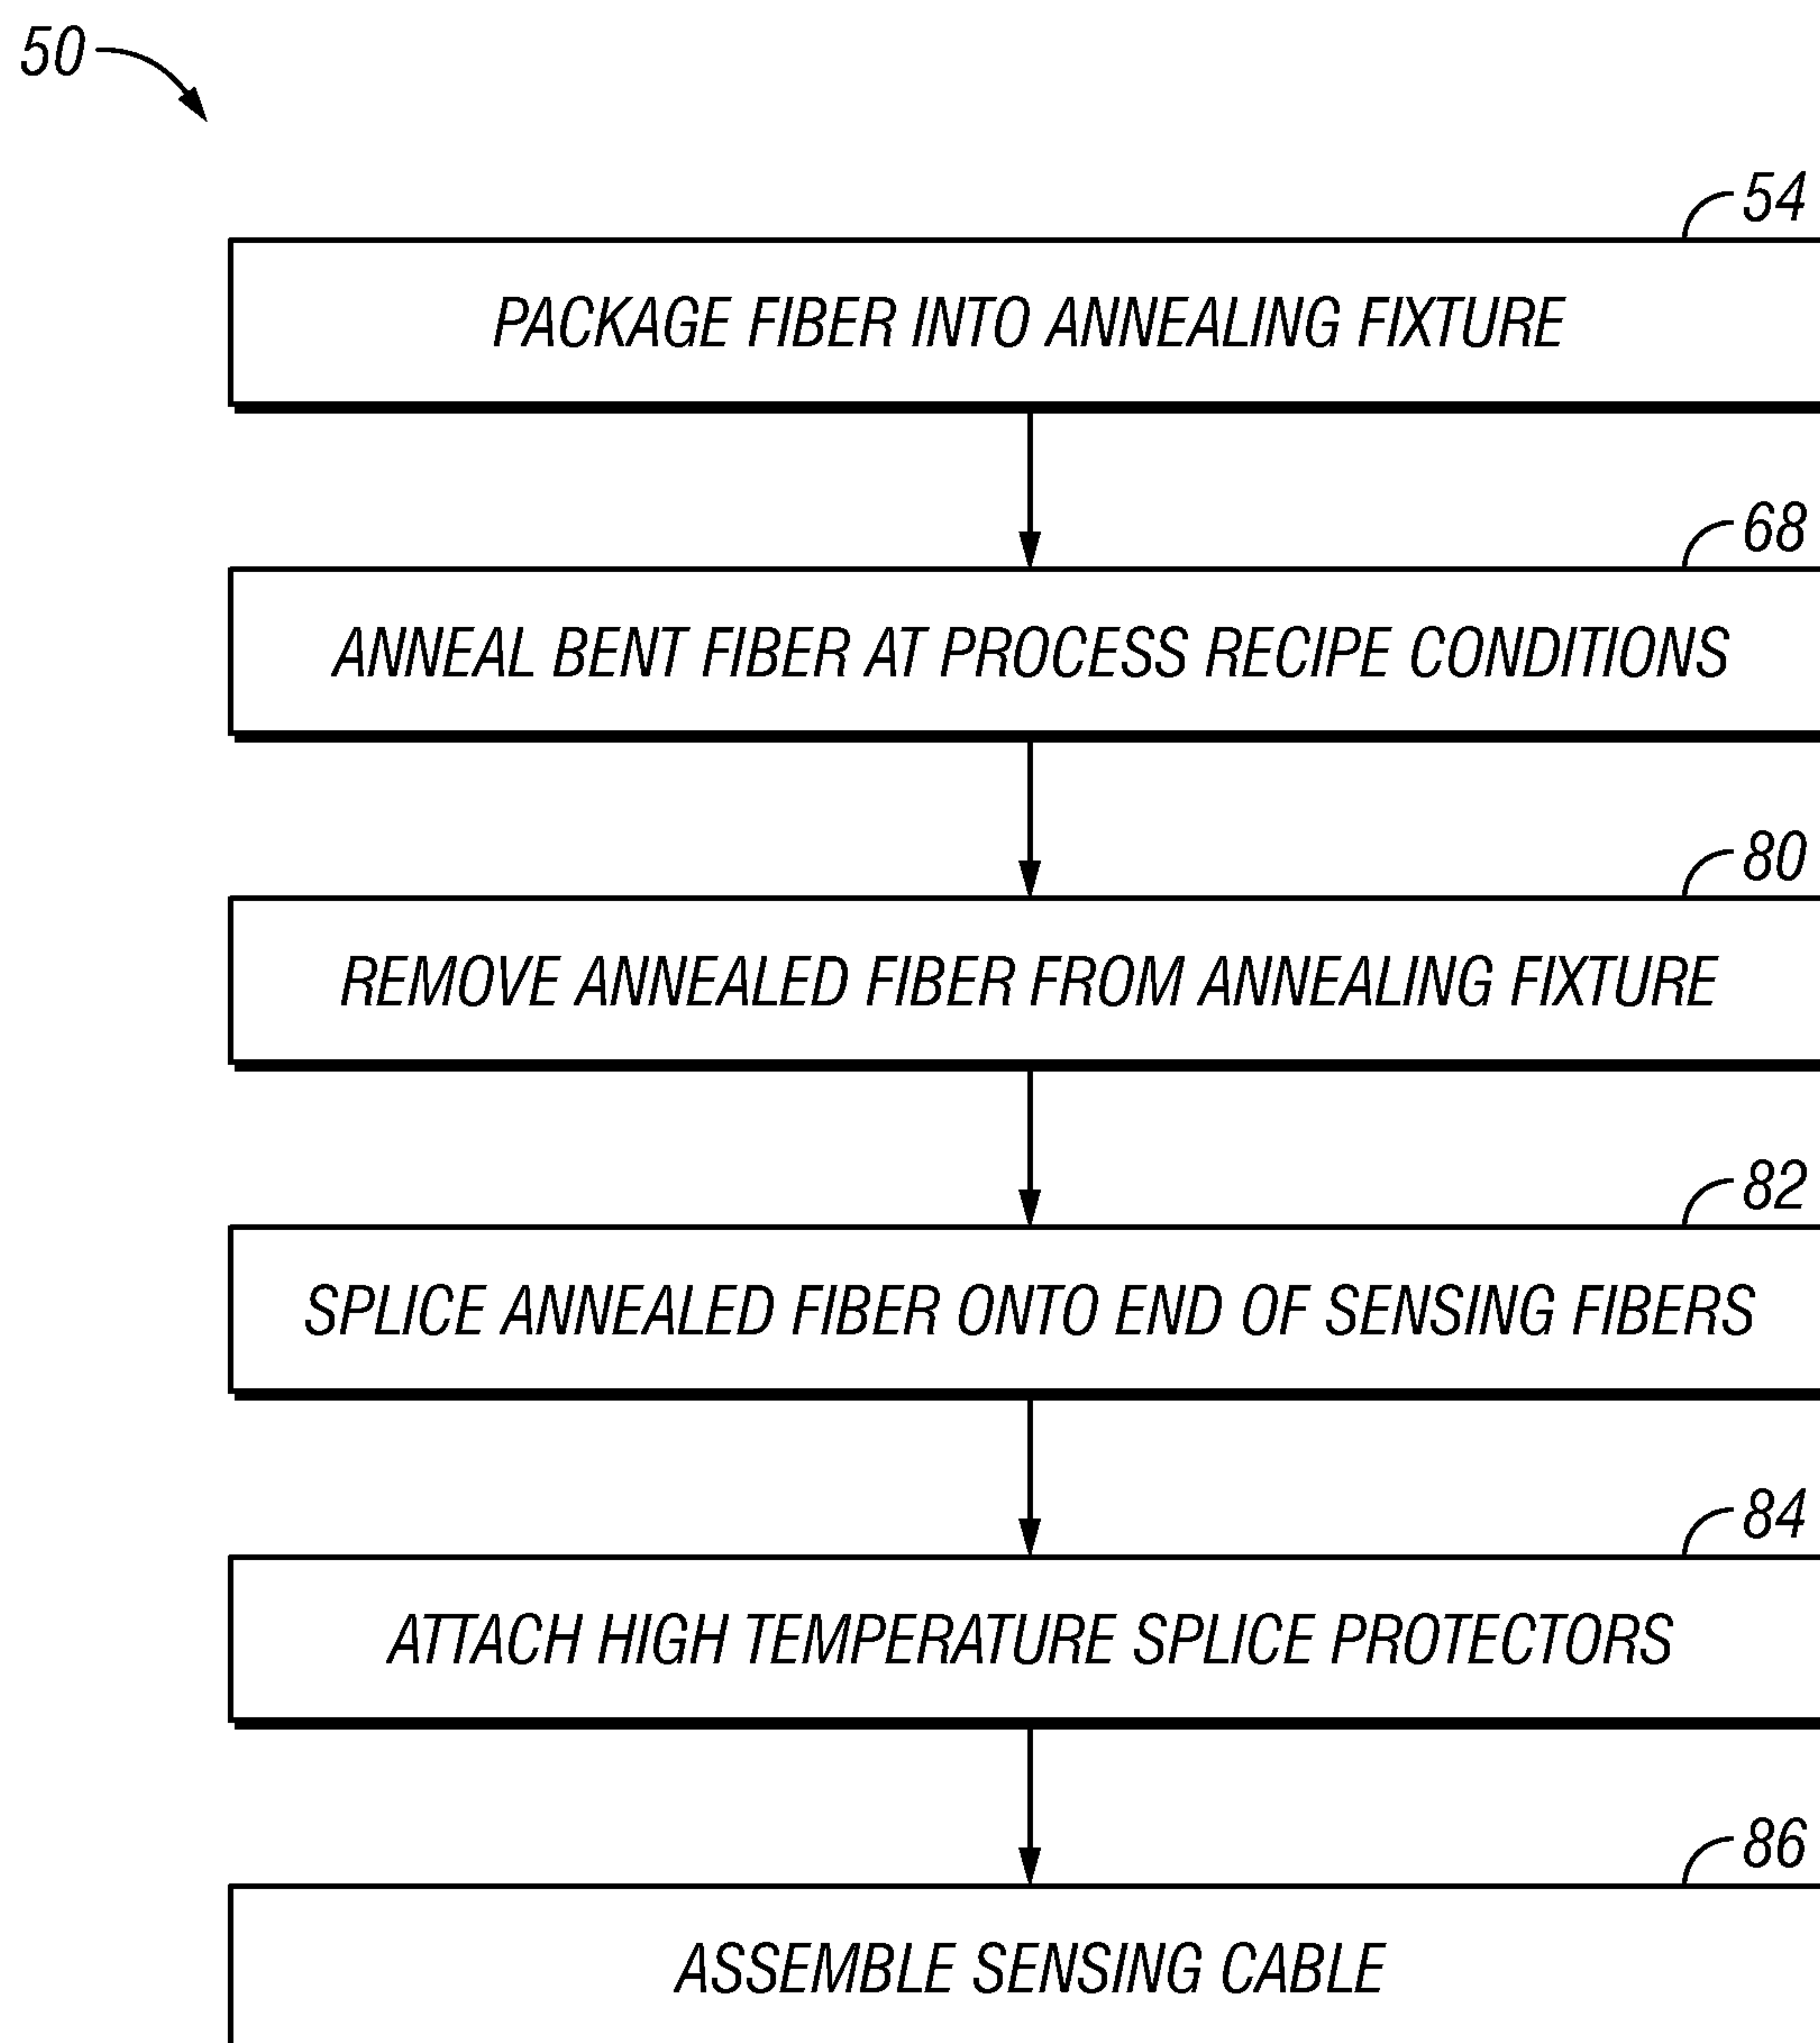 50
54
PACKAGE FIBER INTO ANNEALING FIXTURE
68
ANNEAL BENT FIBER AT PROCESS RECIPE CONDITIONS
80
REMOVE ANNEALED FIBER FROM ANNEALING FIXTURE
82
SPLICE ANNEALED FIBER ONTO END OF SENSING FIBERS
84
ATTACH HIGH TEMPERATURE SPLICE PROTECTORS
86
ASSEMBLE SENSING CABLE